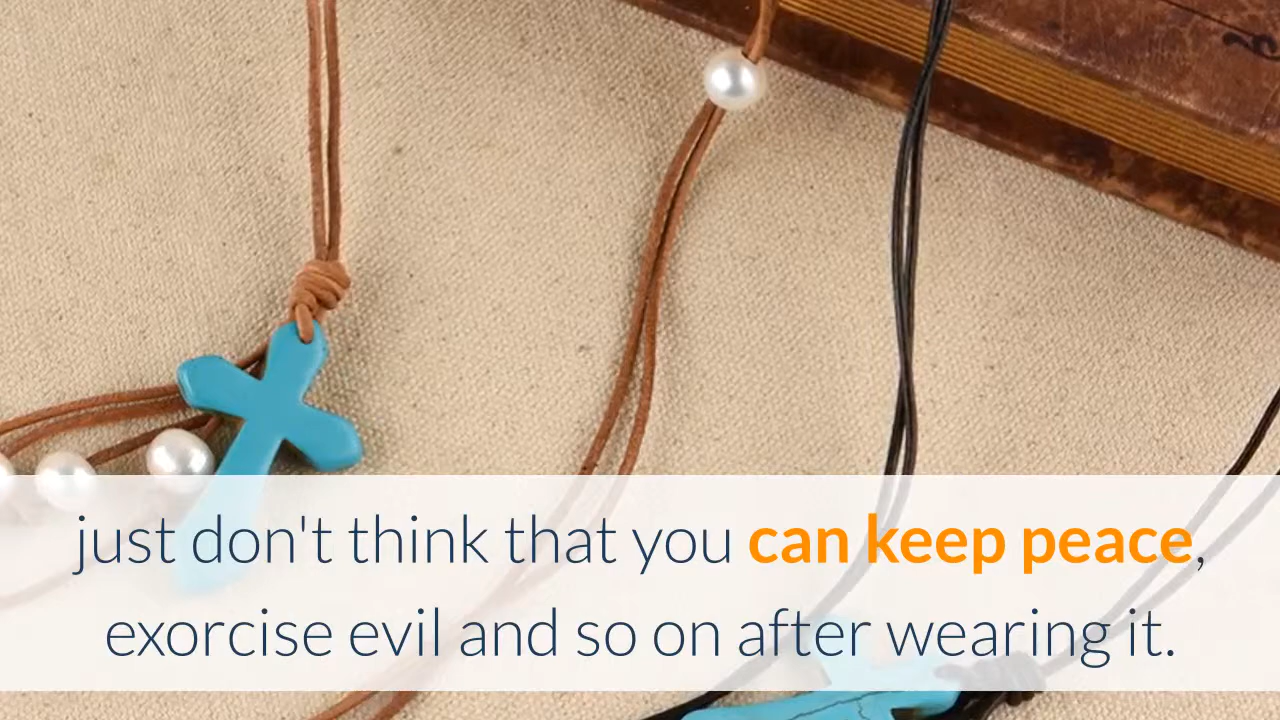 just don't think that you can keep peace,
exorcise evil and so on after wearing it.